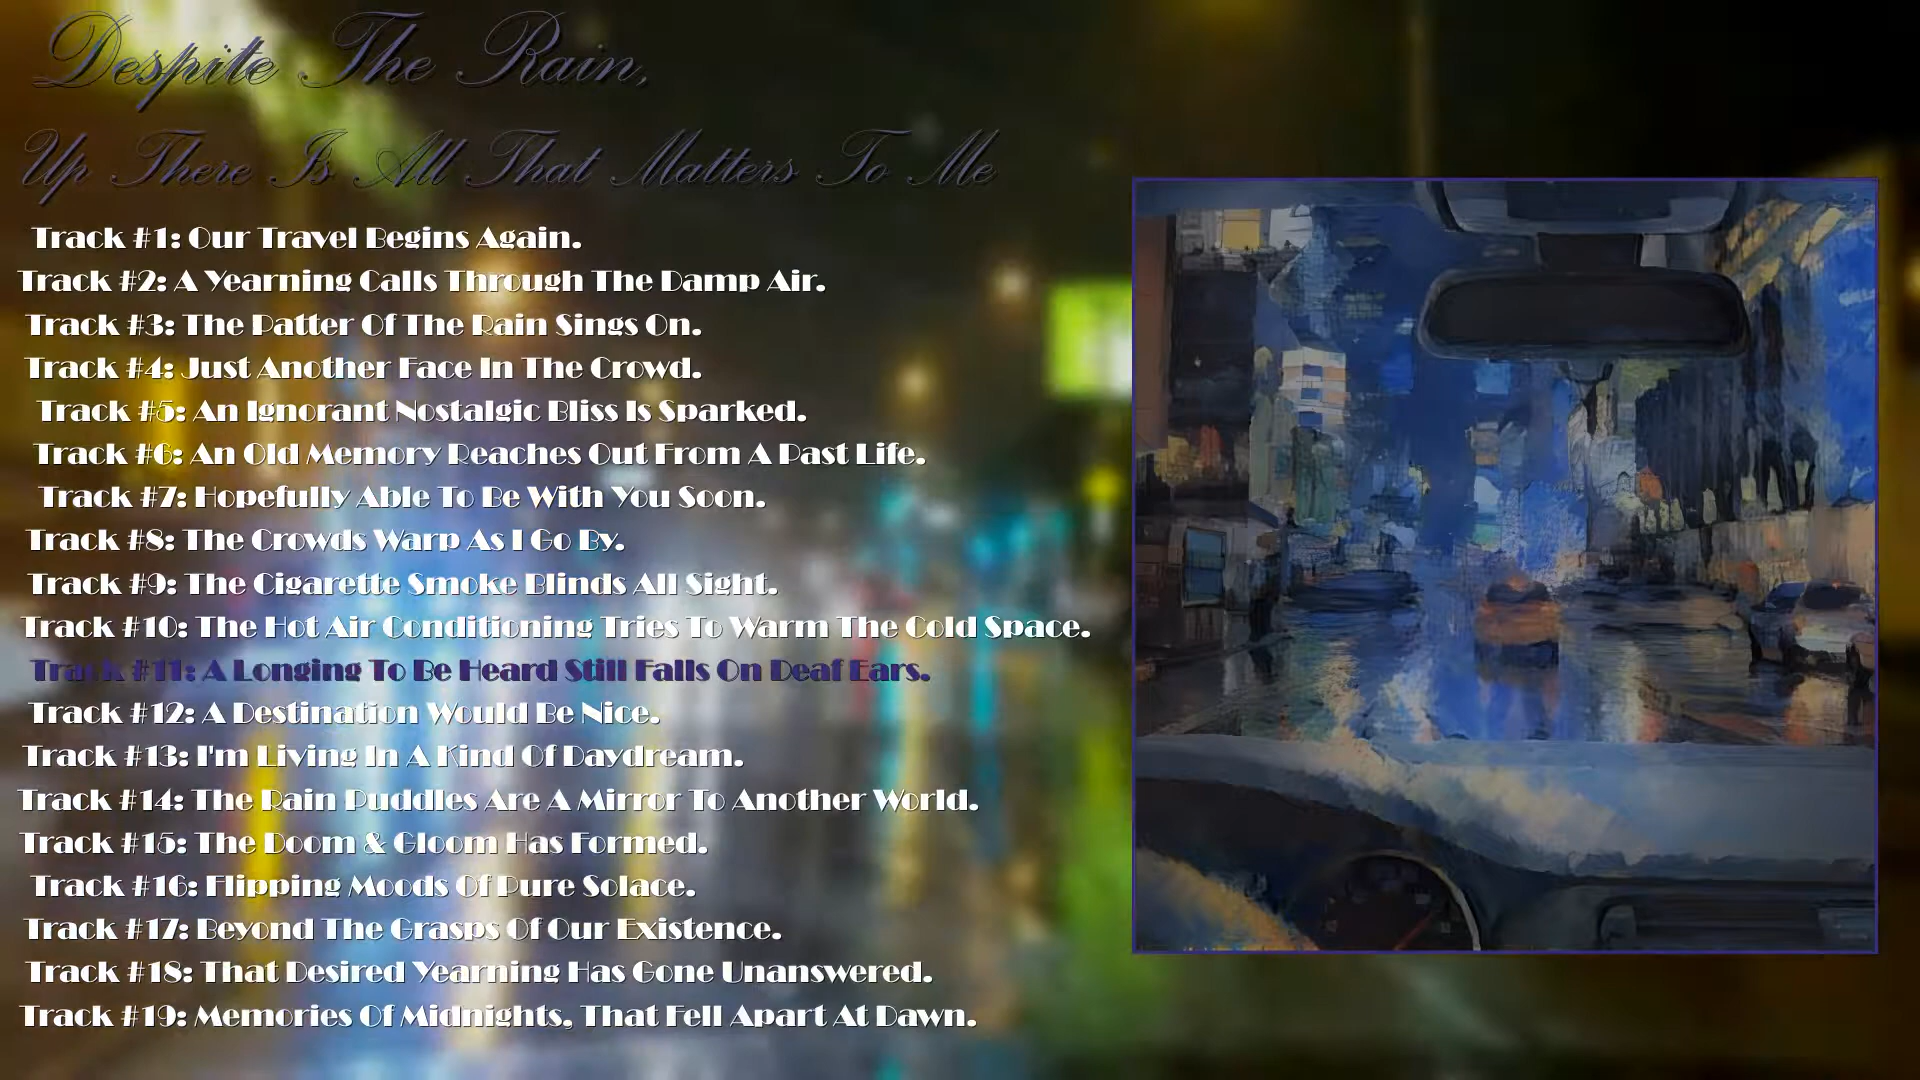 Despite The Rain,
Up There Is All That Matters To Me
Track #1: Our Travel Begins Again.
Track #2: A Yearning Calls Through The Damp Air.
Track #3: The Patter Of The Rain Sings On.
Track #4: Just Another Face In The Crowd.
Track #5: An Ignorant Nostalgic Bliss Is Sparked.
Track #6: An Old Memory Reaches Out From A Past Life.
Track #7: Hopefully Able To Be With You Soon.
Track #8: The Crowds Warp As I Go By.
Track #9: The Cigarette Smoke Blinds All Sight.
Track #10: The Hot Air Conditioning Tries To Warm The Cold Space.
Track #11: A Longing To Be Heard Still Falls On Deaf Ears.
Track #12: A Destination Would Be Nice.
Track #13: I'm Living In A Kind Of Daydream.
Track #14: The Rain Puddles Are A Mirror To Another World.
Track #15: The Doom & Gloom Has Formed.
Track #16: Flipping Moods Of Pure Solace.
Track #17: Beyond The Grasps Of Our Existence.
Track #18: That Desired Yearning Has Gone Unanswered.
Track #19: Memories Of Midnights, That Fell Apart At Dawn.